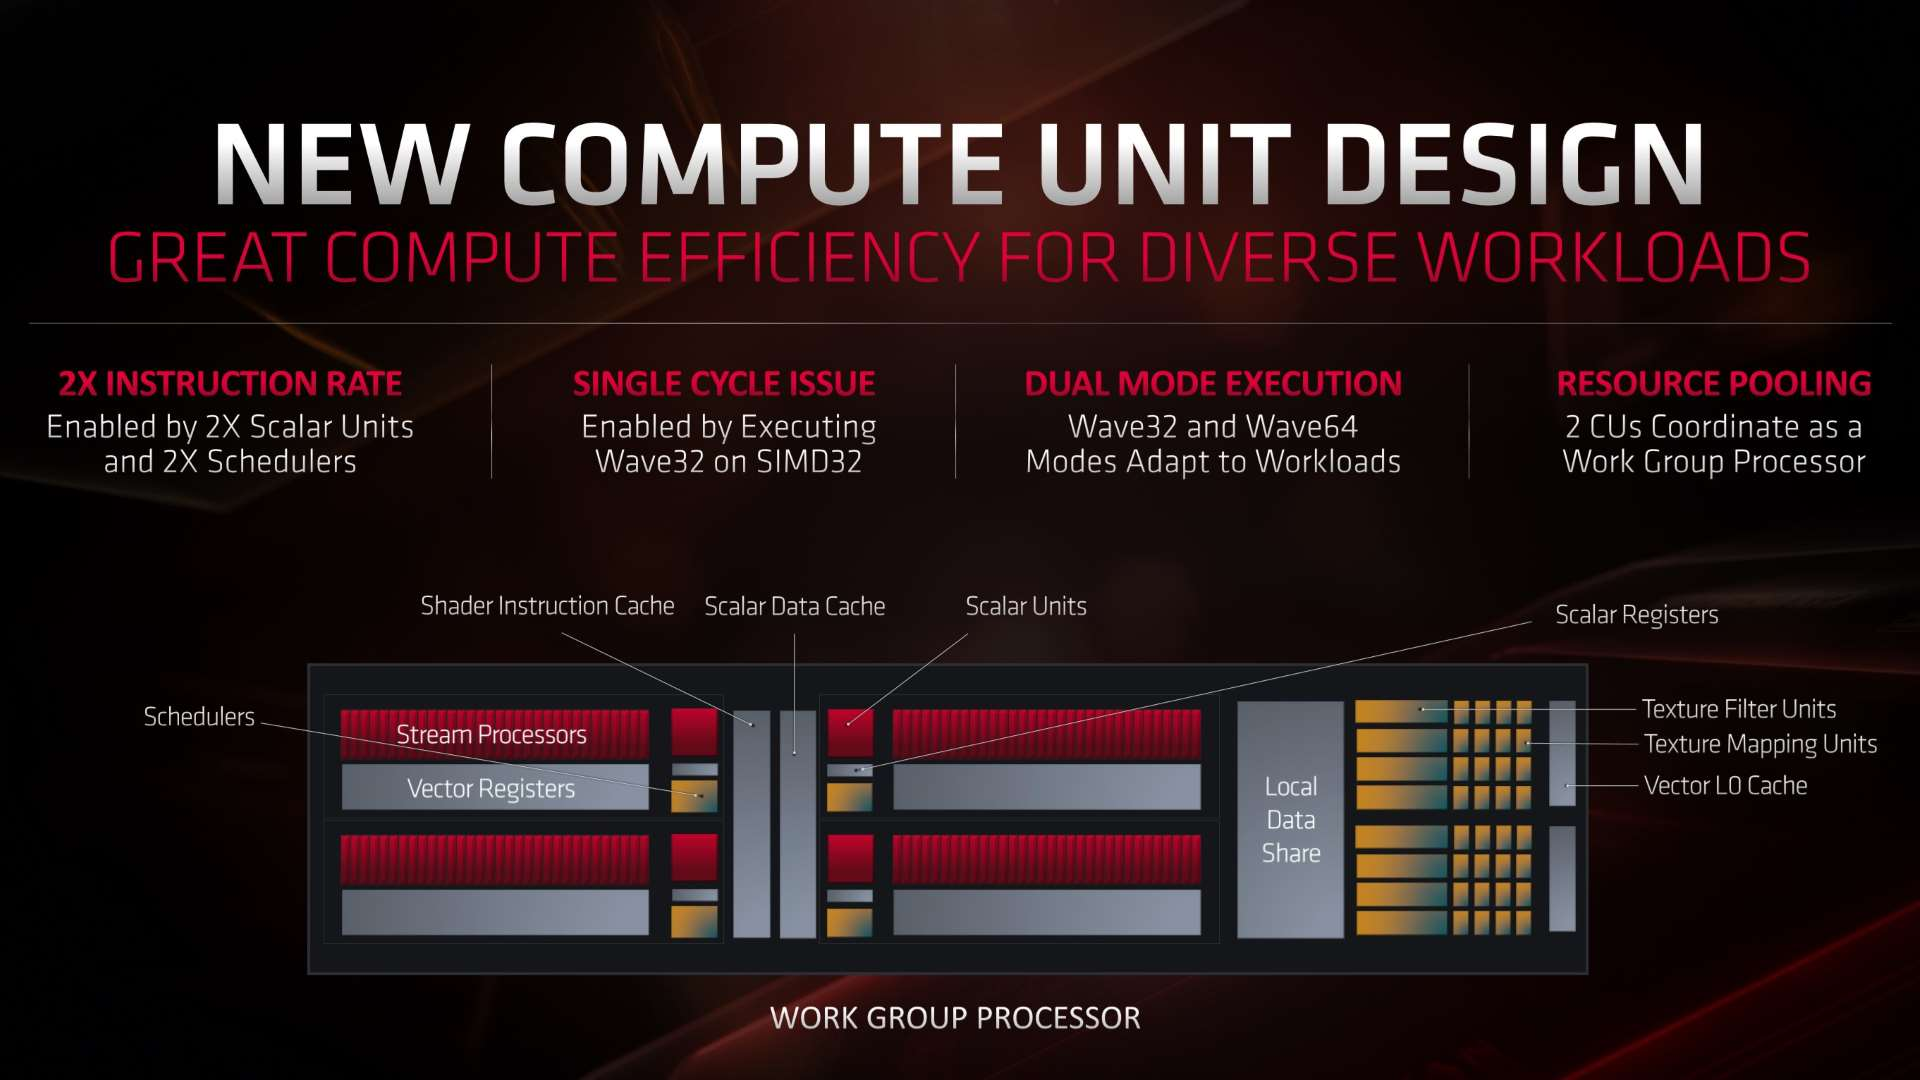 NEW COMPUTE UNIT DESIGN
GREAT COMPUTE EFFICIENCY FOR DIVERSE WORKLOADS
2X INSTRUCTION RATE
Enabled by 2X Scalar Units
and 2X Schedulers
SINGLE CYCLE ISSUE
Enabled by Executing
Wave32 on SIMD32
DUAL MODE EXECUTION
Wave32 and Wave64
Modes Adapt to Workloads
RESOURCE POOLING
2 CUs Coordinate as a
Work Group Processor
Shader Instruction Cache
Scalar Data Cache
Scalar Units
Scalar Registers
Schedulers
Stream Processors
Vector Registers
Local
Data
Share
Texture Filter Units
Texture Mapping Units
Vector L0 Cache
WORK GROUP PROCESSOR